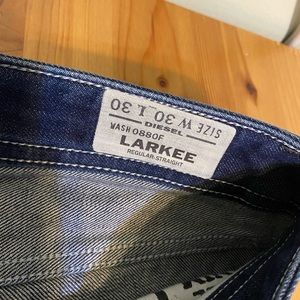 SIZE W 30 L 30
DIESEL
WASH 0880F
LARKEE
REGULAR-STRAIGHT